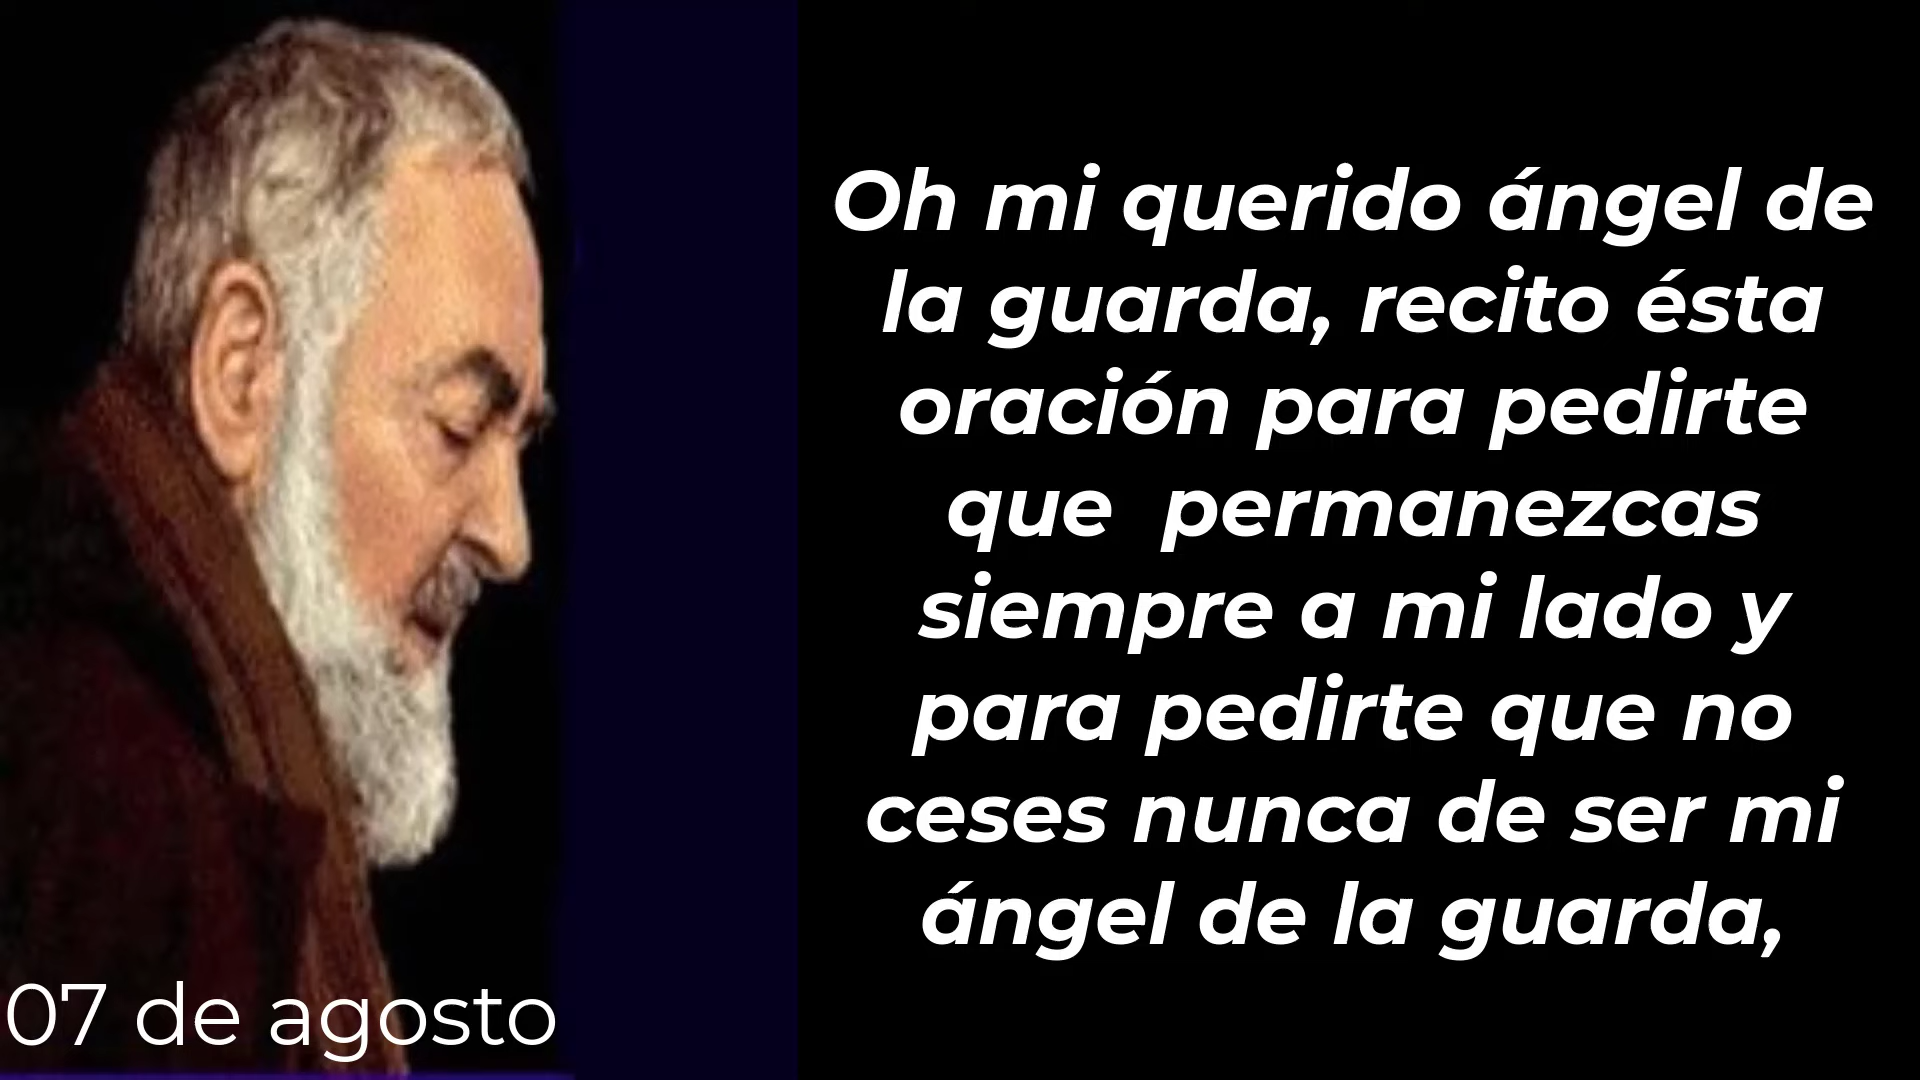 Oh mi querido ángel de
la guarda, recito ésta
oración para pedirte
que  permanezcas
siempre a mi lado y
para pedirte que no
ceses nunca de ser mi
ángel de la guarda,
07 de agosto